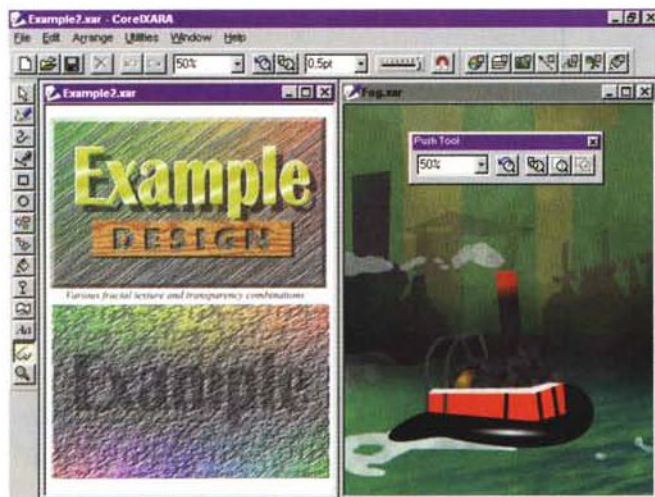 Example2.xar - CorelXARA
File Edit Arrange Utilities Window Help
50% 0,5pt
Example2.xar
Fog.xar
Push Tool
50%
Example
DESIGN
Various fractal texture and transparency combinations
Example
Aa